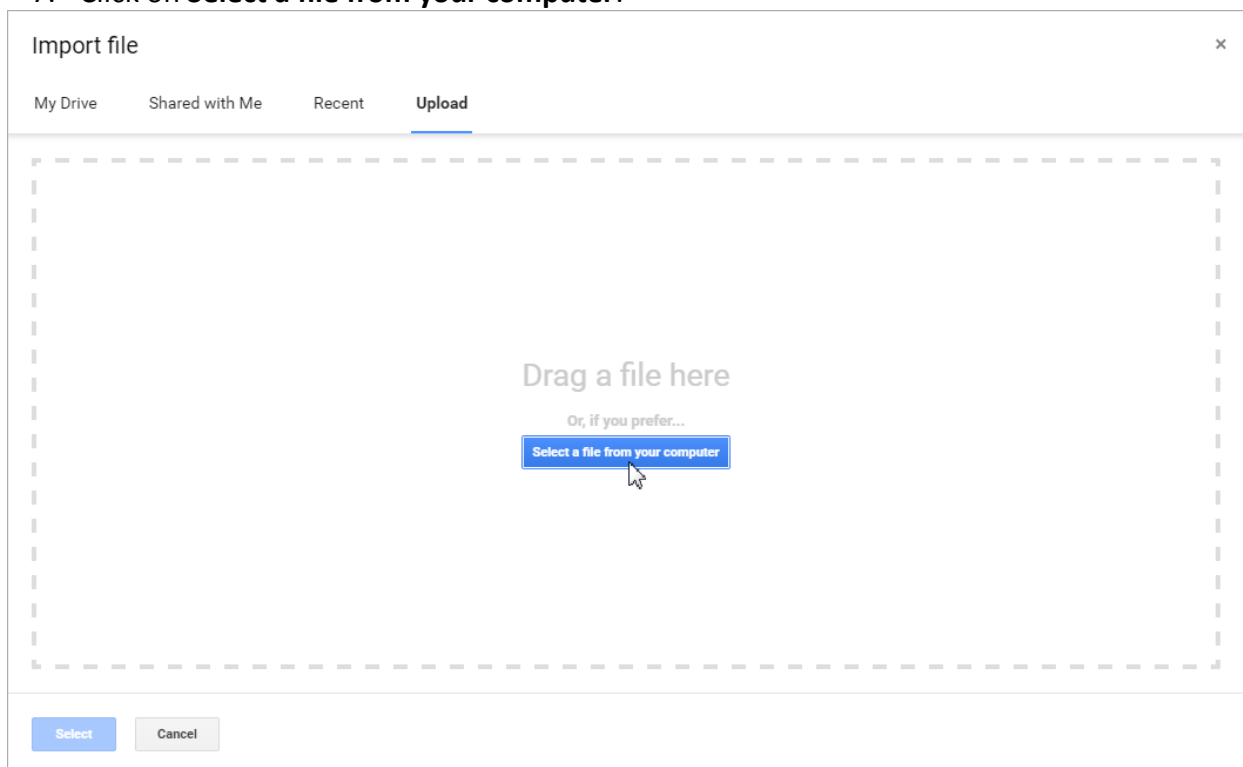 Click on Select a file from your computer.
Import file ×
My Drive Shared with Me Recent Upload
Drag a file here
Or, if you prefer...
Select a file from your computer
Select Cancel